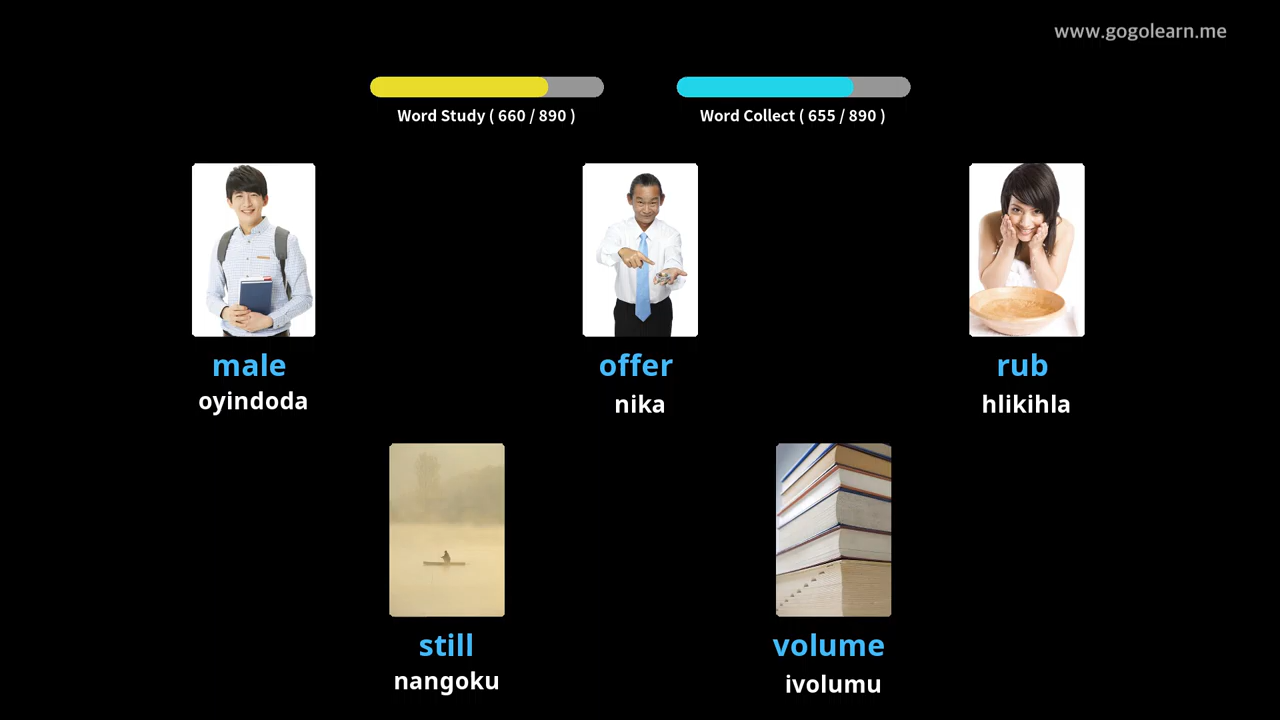 www.gogolearn.me
Word Study ( 660 / 890 )
Word Collect ( 655 / 890 )
male
oyindoda
offer
nika
rub
hlikihla
still
nangoku
volume
ivolumu